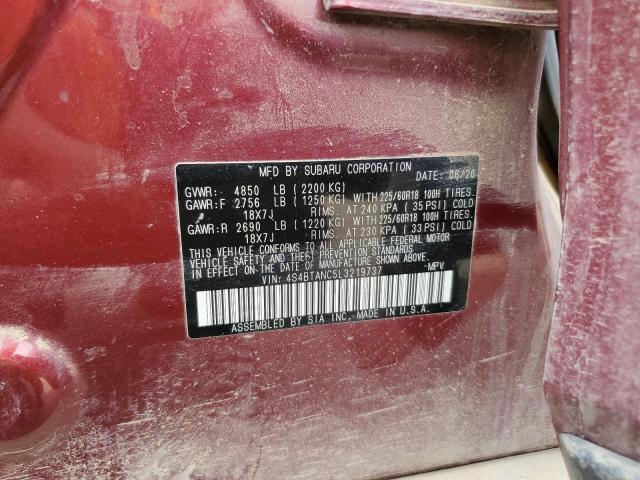 MFD BY SUBARU CORPORATION DATE: 06/20
GVWR: 4850 LB (2200 KG)
GAWR:F 2756 LB (1250 KG) WITH 225/60R18 100H TIRES.
18X7J RIMS. AT 240 KPA (35 PSI) COLD
GAWR:R 2690 LB (1220 KG) WITH 225/60R18 100H TIRES.
18X7J RIMS. AT 230 KPA (33 PSI) COLD
THIS VEHICLE CONFORMS TO ALL APPLICABLE FEDERAL MOTOR
VEHICLE SAFETY AND BUMPER STANDARDS
IN EFFECT ON THE DATE OF MANUFACTURE SHOWN ABOVE.
VIN: 4S4BTANC5L3219737 MPV
ASSEMBLED BY SIA INC. MADE IN U.S.A.